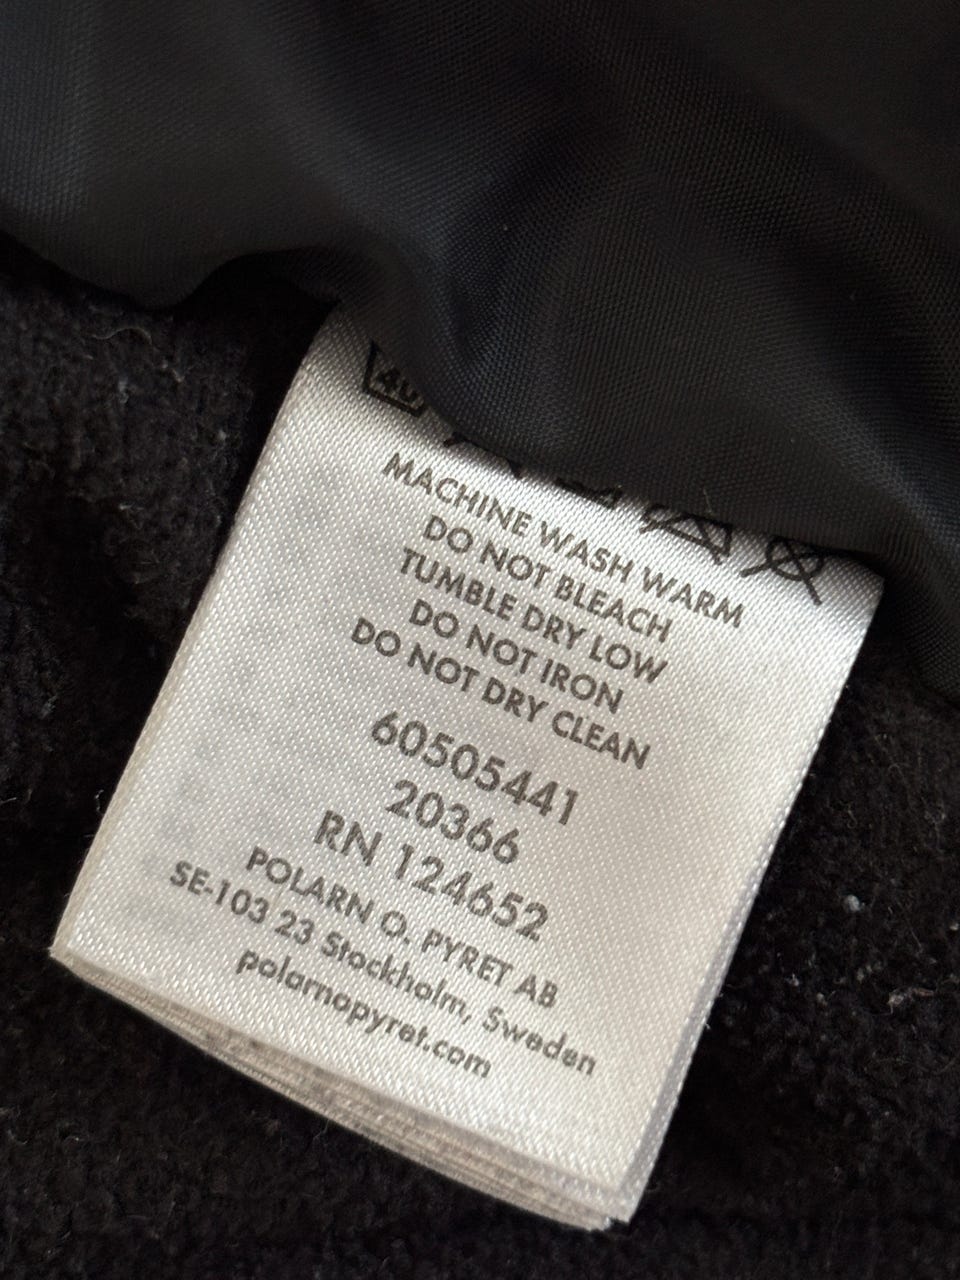 40
MACHINE WASH WARM
DO NOT BLEACH
TUMBLE DRY LOW
DO NOT IRON
DO NOT DRY CLEAN
60505441
20366
RN 124652
POLARN O. PYRET AB
SE-103 23 Stockholm, Sweden
polarnopyret.com